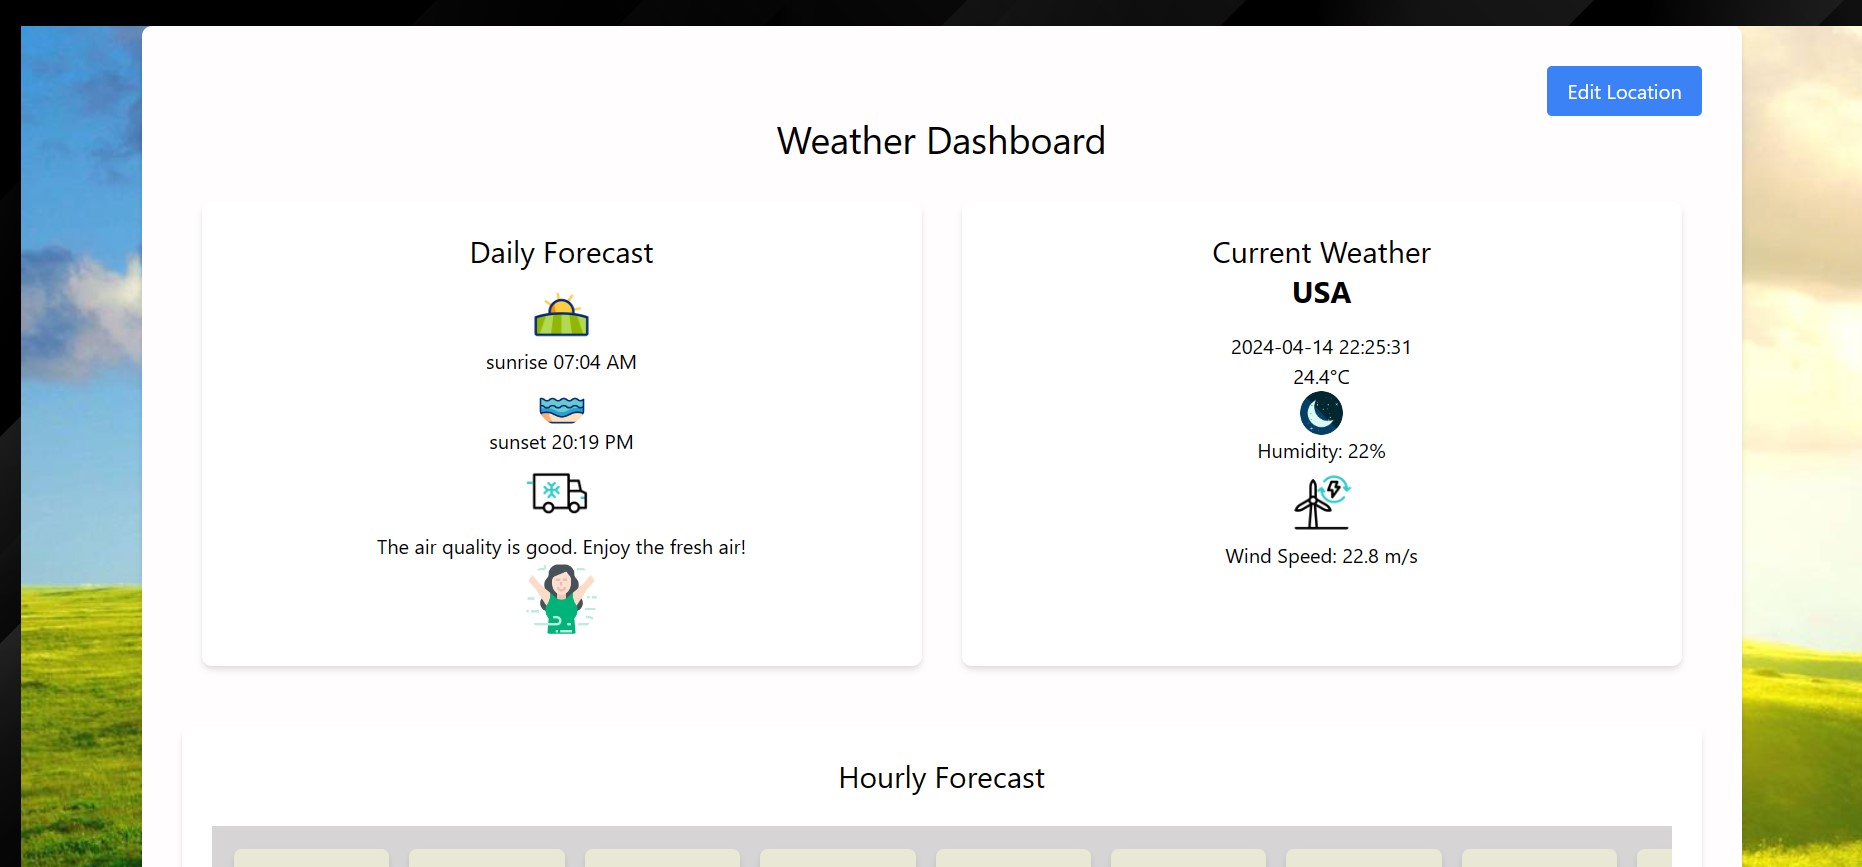 Edit Location
Weather Dashboard
Daily Forecast
sunrise 07:04 AM
sunset 20:19 PM
The air quality is good. Enjoy the fresh air!
Current Weather
USA
2024-04-14 22:25:31
24.4°C
Humidity: 22%
Wind Speed: 22.8 m/s
Hourly Forecast